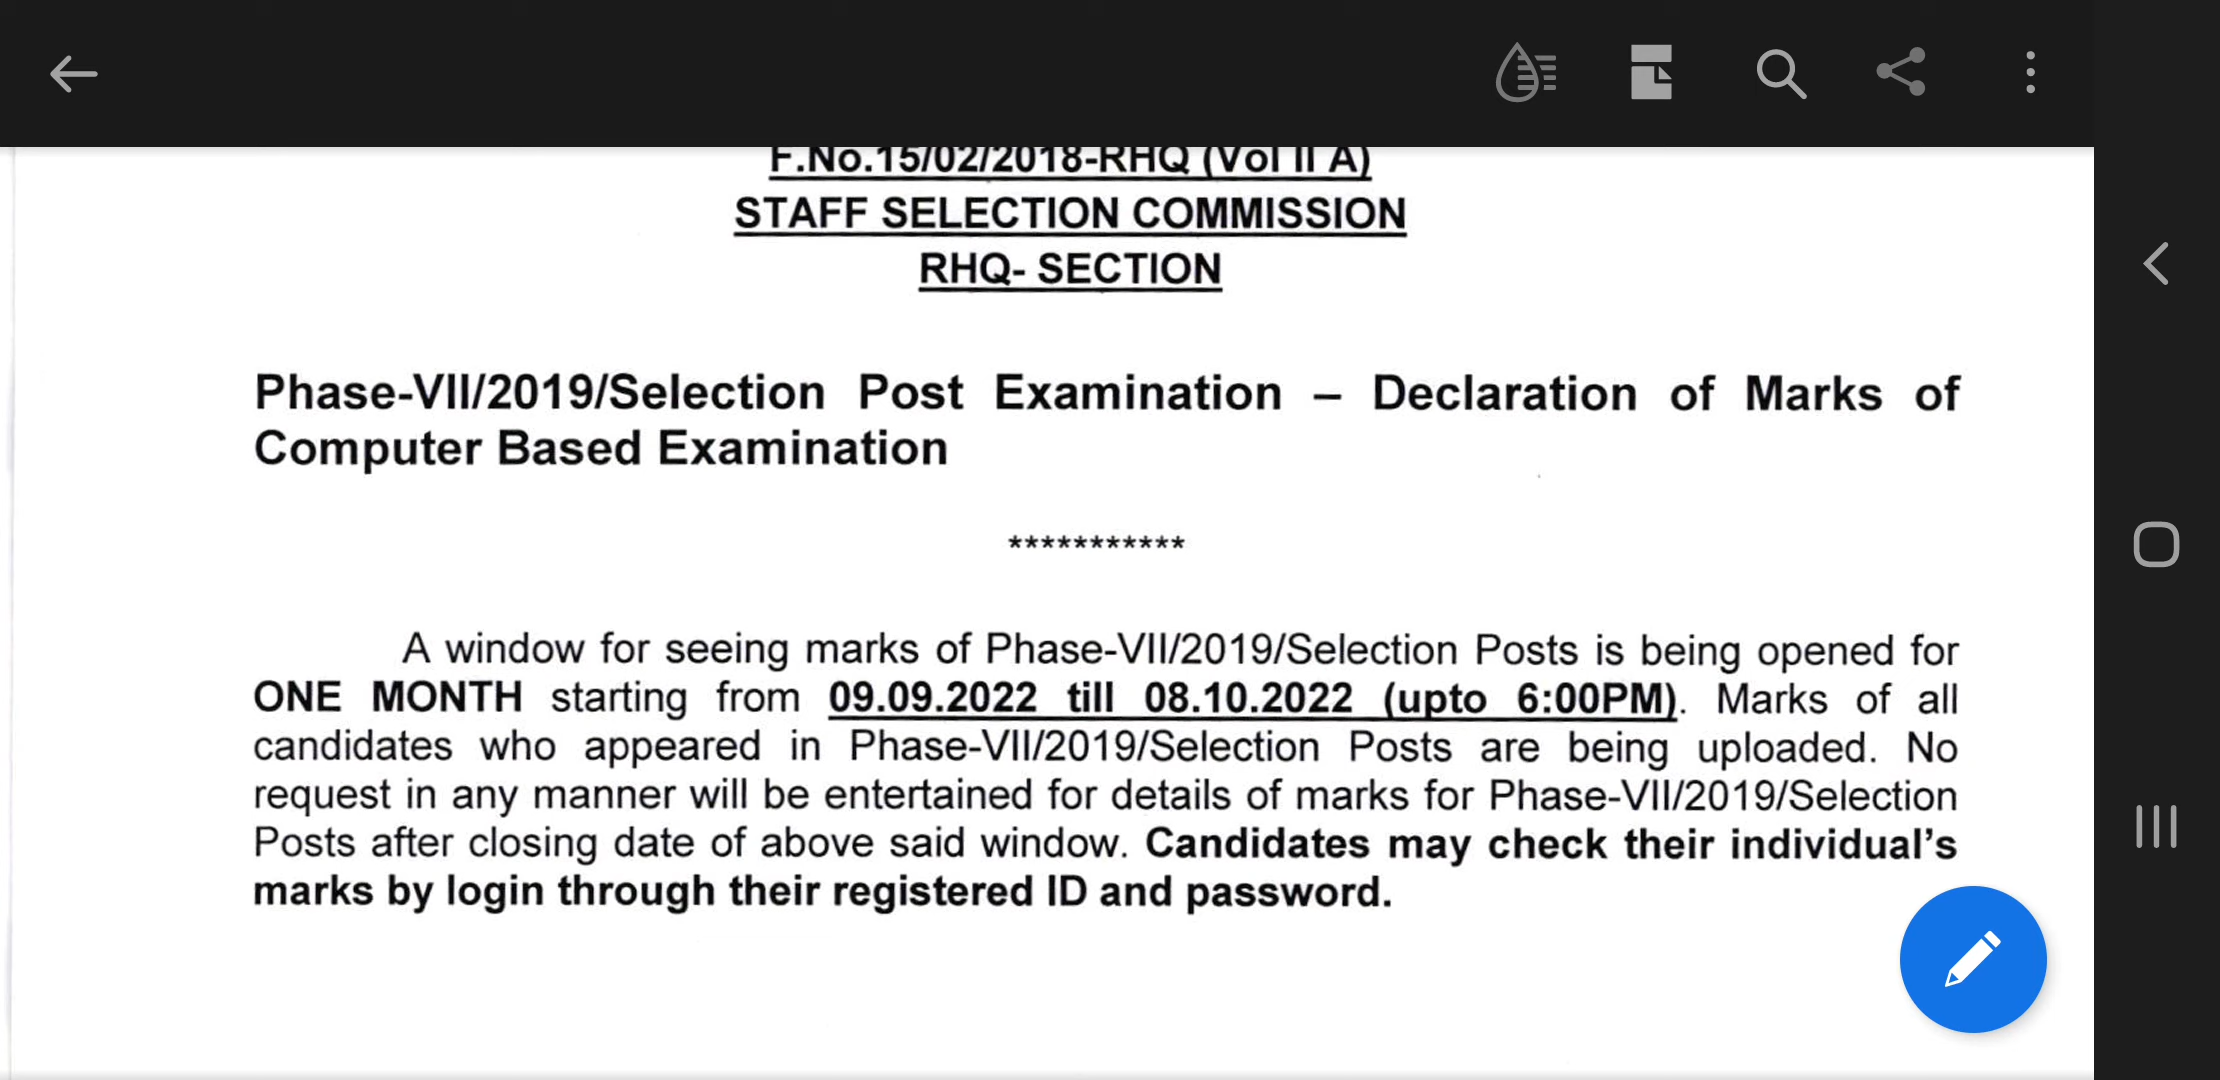 F.No.15/02/2018-RHQ (Vol II A)
STAFF SELECTION COMMISSION
RHQ- SECTION
Phase-VII/2019/Selection Post Examination – Declaration of Marks of
Computer Based Examination
***********
A window for seeing marks of Phase-VII/2019/Selection Posts is being opened for
ONE MONTH starting from 09.09.2022 till 08.10.2022 (upto 6:00PM). Marks of all
candidates who appeared in Phase-VII/2019/Selection Posts are being uploaded. No
request in any manner will be entertained for details of marks for Phase-VII/2019/Selection
Posts after closing date of above said window. Candidates may check their individual’s
marks by login through their registered ID and password.